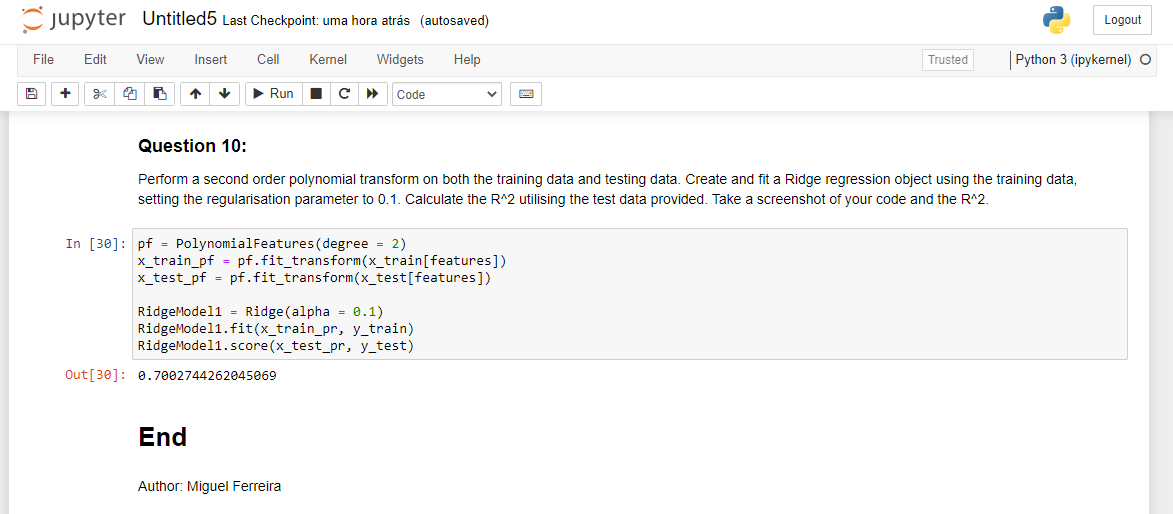 jupyter Untitled5 Last Checkpoint: uma hora atrás (autosaved) Logout
File Edit View Insert Cell Kernel Widgets Help Trusted Python 3 (ipykernel)
Run Code
Question 10:
Perform a second order polynomial transform on both the training data and testing data. Create and fit a Ridge regression object using the training data,
setting the regularisation parameter to 0.1. Calculate the R^2 utilising the test data provided. Take a screenshot of your code and the R^2.
In [30]: pf = PolynomialFeatures(degree = 2)
x_train_pf = pf.fit_transform(x_train[features])
x_test_pf = pf.fit_transform(x_test[features])
RidgeModel1 = Ridge(alpha = 0.1)
RidgeModel1.fit(x_train_pr, y_train)
RidgeModel1.score(x_test_pr, y_test)
Out[30]: 0.7002744262045069
End
Author: Miguel Ferreira